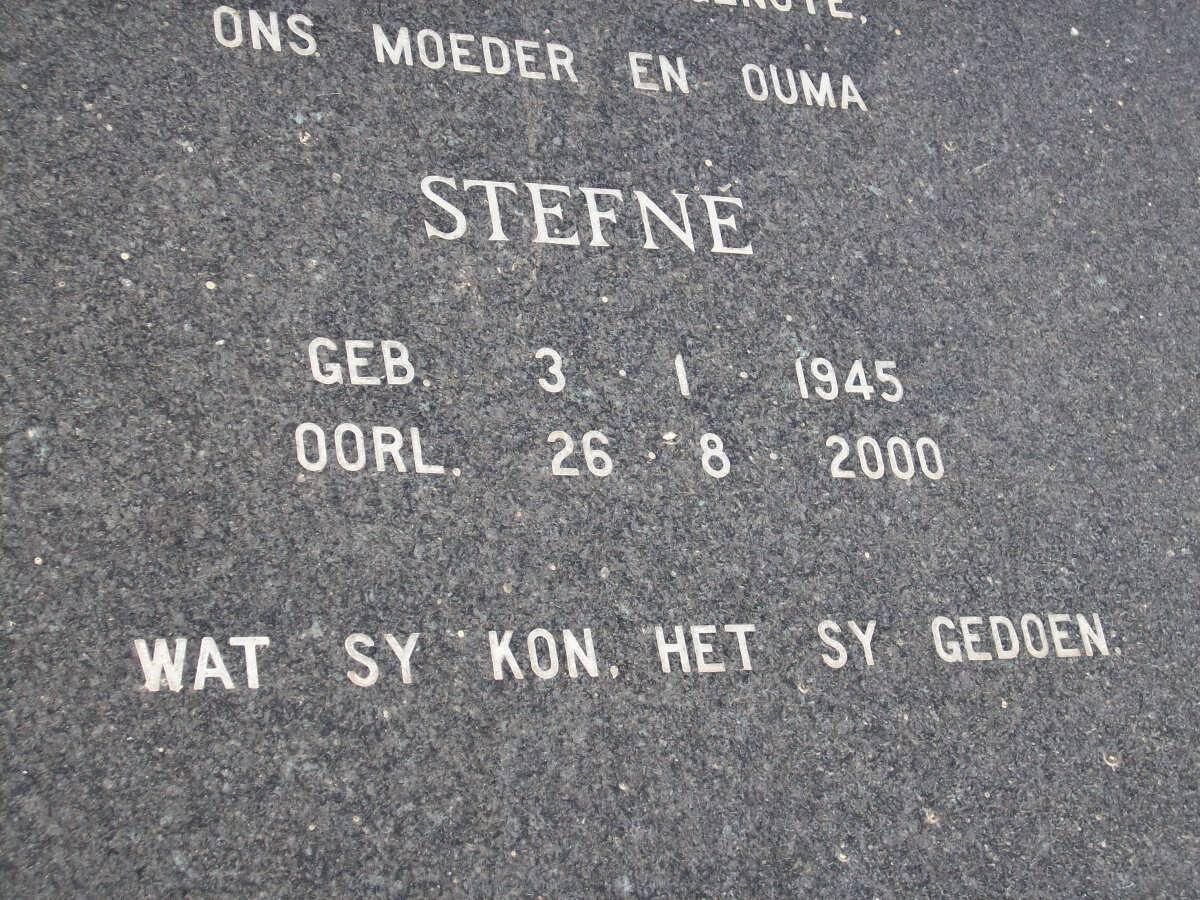 ONS MOEDER EN OUMA
STEFNÉ
GEB. 3 . 1 . 1945
OORL. 26 . 8 . 2000
WAT SY KON, HET SY GEDOEN.